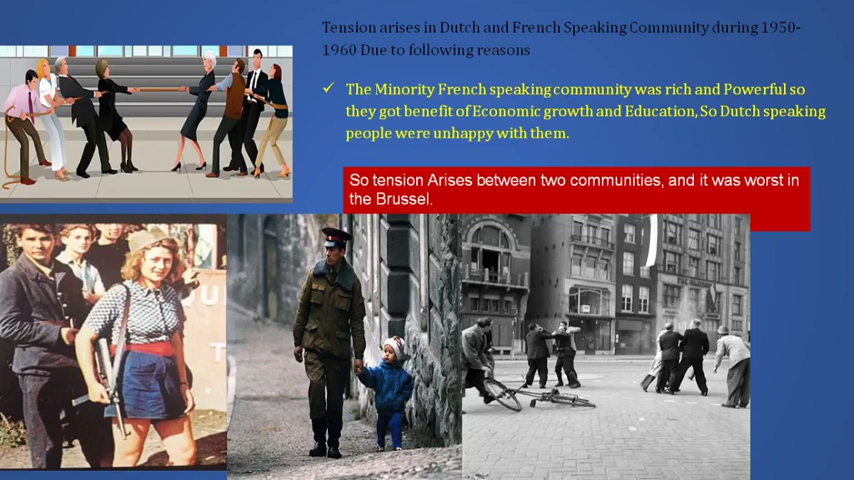 Tension arises in Dutch and French Speaking Community during 1950-
1960 Due to following reasons
✓ The Minority French speaking community was rich and Powerful so
they got benefit of Economic growth and Education, So Dutch speaking
people were unhappy with them.
So tension Arises between two communities, and it was worst in
the Brussel.